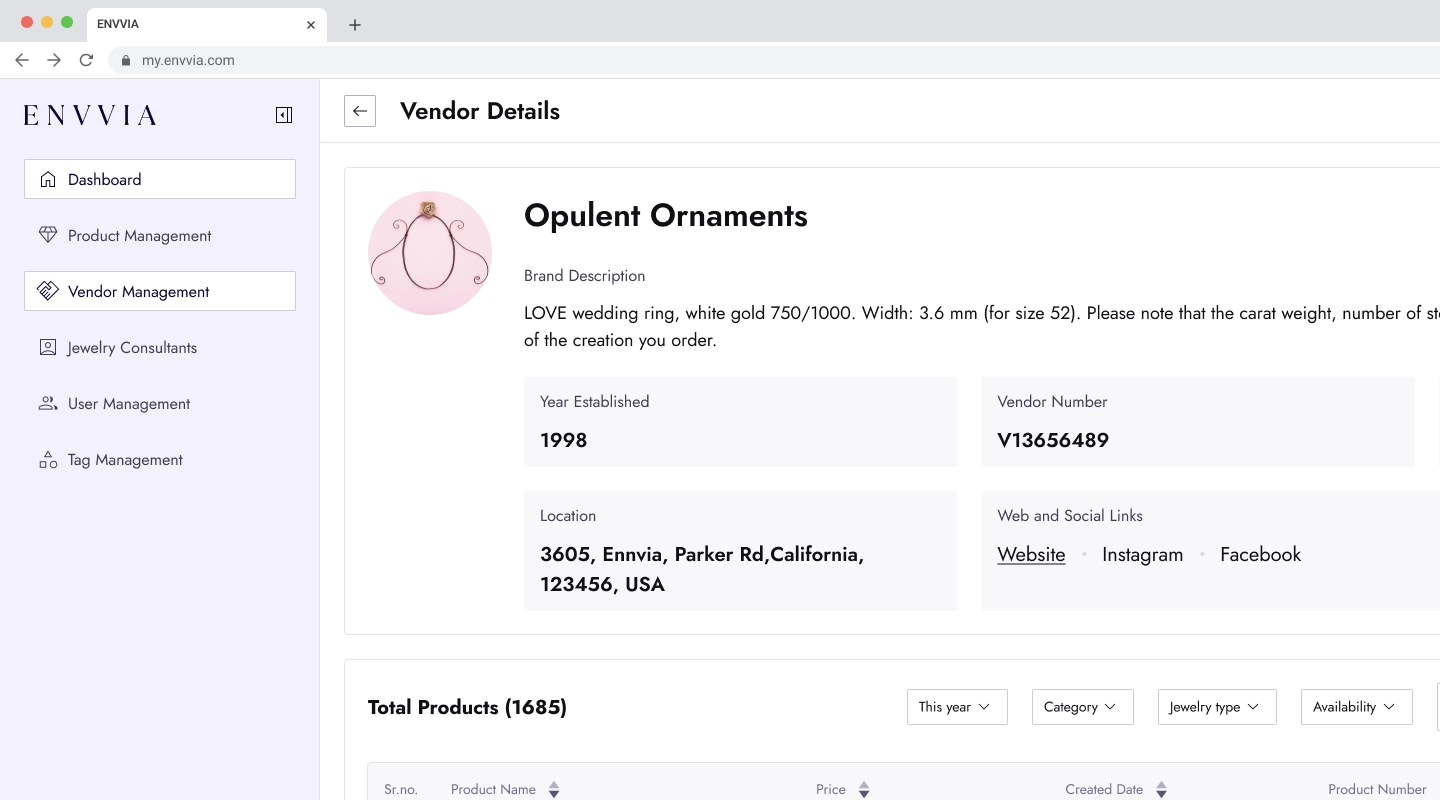 ENVVIA
my.envvia.com
ENVVIA
Dashboard
Product Management
Vendor Management
Jewelry Consultants
User Management
Tag Management
Vendor Details
Opulent Ornaments
Brand Description
LOVE wedding ring, white gold 750/1000. Width: 3.6 mm (for size 52). Please note that the carat weight, number of
of the creation you order.
Year Established
1998
Vendor Number
V13656489
Location
3605, Ennvia, Parker Rd,California,
123456, USA
Web and Social Links
Website • Instagram • Facebook
Total Products (1685)
This year
Category
Jewelry type
Availability
Sr.no.
Product Name
Price
Created Date
Product Number